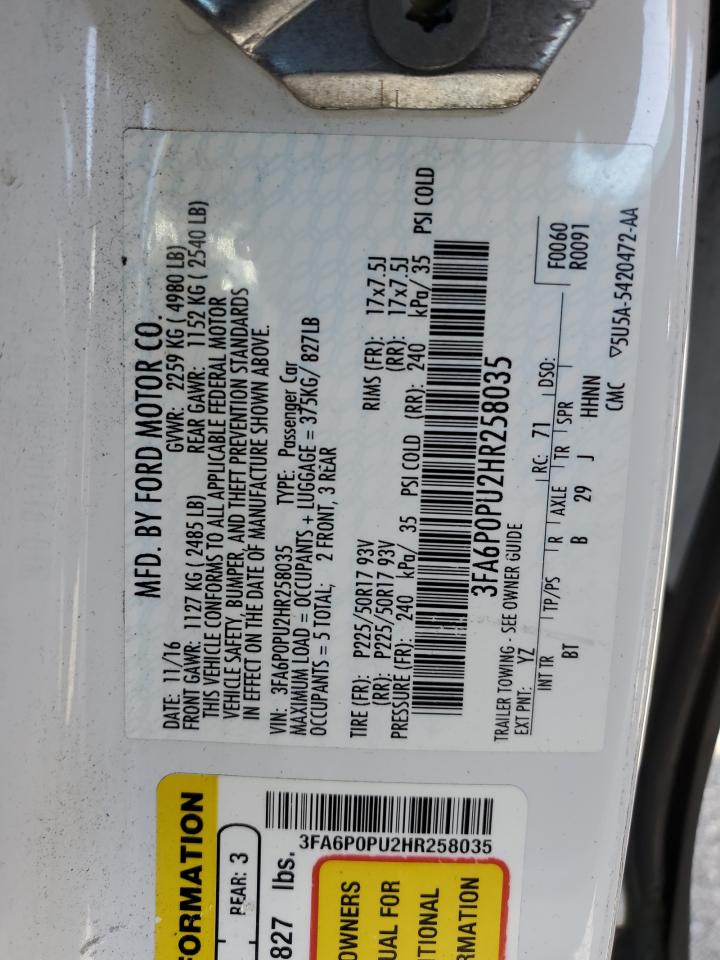 MFD. BY FORD MOTOR CO.
DATE: 11/16 GVWR: 2259 KG ( 4980 LB)
FRONT GAWR: 1127 KG ( 2485 LB) REAR GAWR: 1152 KG ( 2540 LB)
THIS VEHICLE CONFORMS TO ALL APPLICABLE FEDERAL MOTOR
VEHICLE SAFETY, BUMPER, AND THEFT PREVENTION STANDARDS
IN EFFECT ON THE DATE OF MANUFACTURE SHOWN ABOVE.
VIN: 3FA6P0PU2HR258035 TYPE: Passenger Car
MAXIMUM LOAD = OCCUPANTS + LUGGAGE = 375KG/ 827LB
OCCUPANTS = 5 TOTAL; 2 FRONT, 3 REAR
TIRE (FR): P225/50R17 93V RIMS (FR): 17x7.5J
(RR): P225/50R17 93V (RR): 17x7.5J
PRESSURE (FR): 240 kPa/ 35 PSI COLD (RR): 240 kPa/ 35 PSI COLD
3FA6P0PU2HR258035
TRAILER TOWING - SEE OWNER GUIDE
F0060
EXT PNT: YZ RC: 71 DSO: R0091
INT TR TP/PS R AXLE TR SPR
BT B 29 J HHNN
CMC ▽5U5A-5420472-AA
FORMATION
REAR: 3
827 lbs.
3FA6P0PU2HR258035
OWNERS
UAL FOR
TIONAL
RMATION